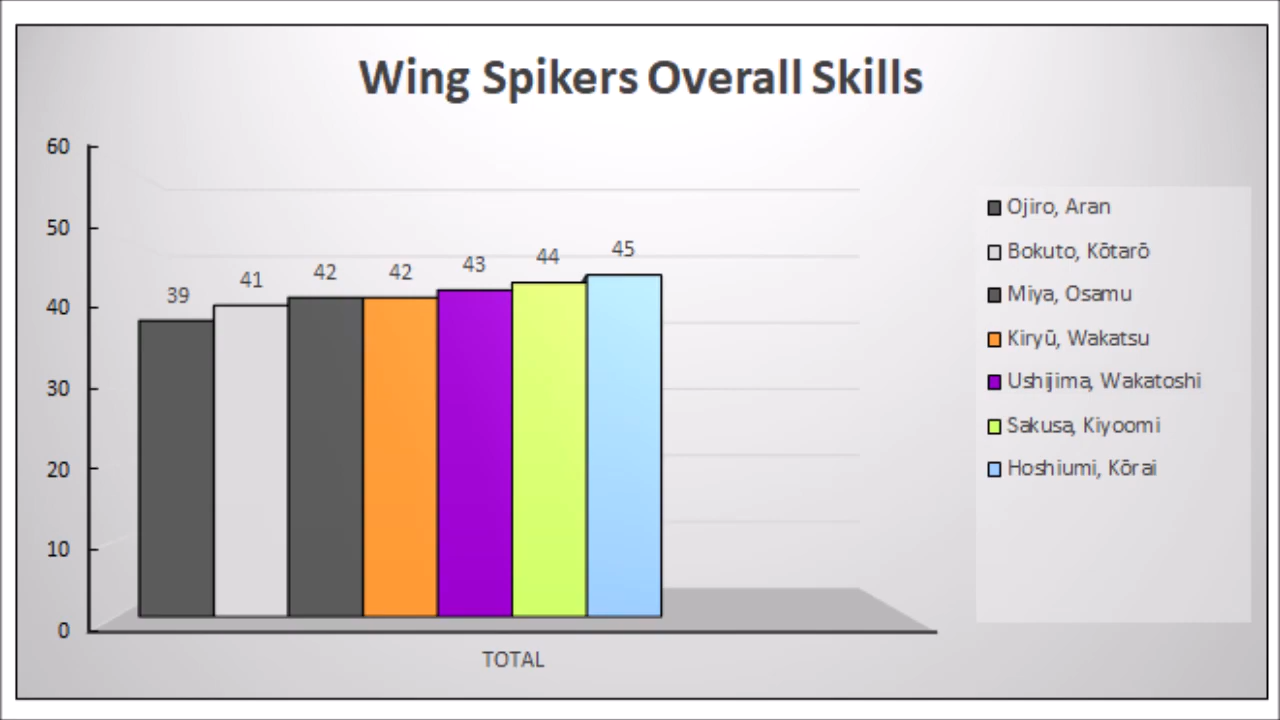 Wing Spikers Overall Skills
60
50
40
30
20
10
0
39
41
42
42
43
44
45
TOTAL
Ojiro, Aran
Bokuto, Kōtarō
Miya, Osamu
Kiryū, Wakatsu
Ushijima, Wakatoshi
Sakusa, Kiyoomi
Hoshiumi, Kōrai